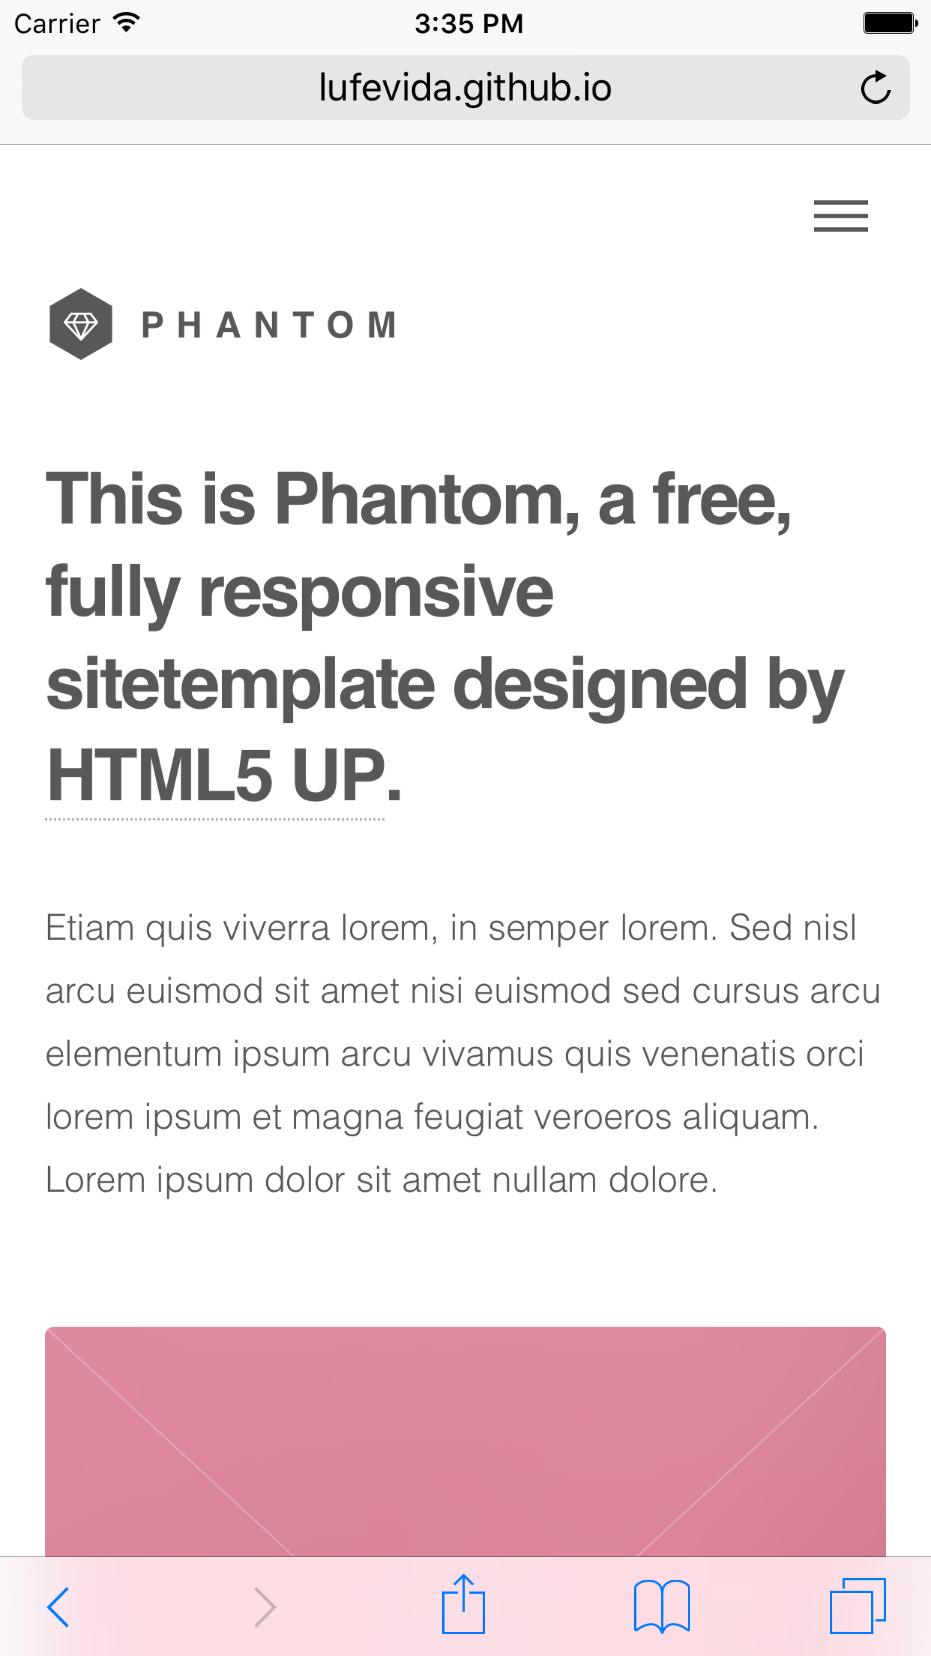 Carrier 3:35 PM
lufevida.github.io
PHANTOM
This is Phantom, a free,
fully responsive
sitetemplate designed by
HTML5 UP.
Etiam quis viverra lorem, in semper lorem. Sed nisl
arcu euismod sit amet nisi euismod sed cursus arcu
elementum ipsum arcu vivamus quis venenatis orci
lorem ipsum et magna feugiat veroeros aliquam.
Lorem ipsum dolor sit amet nullam dolore.